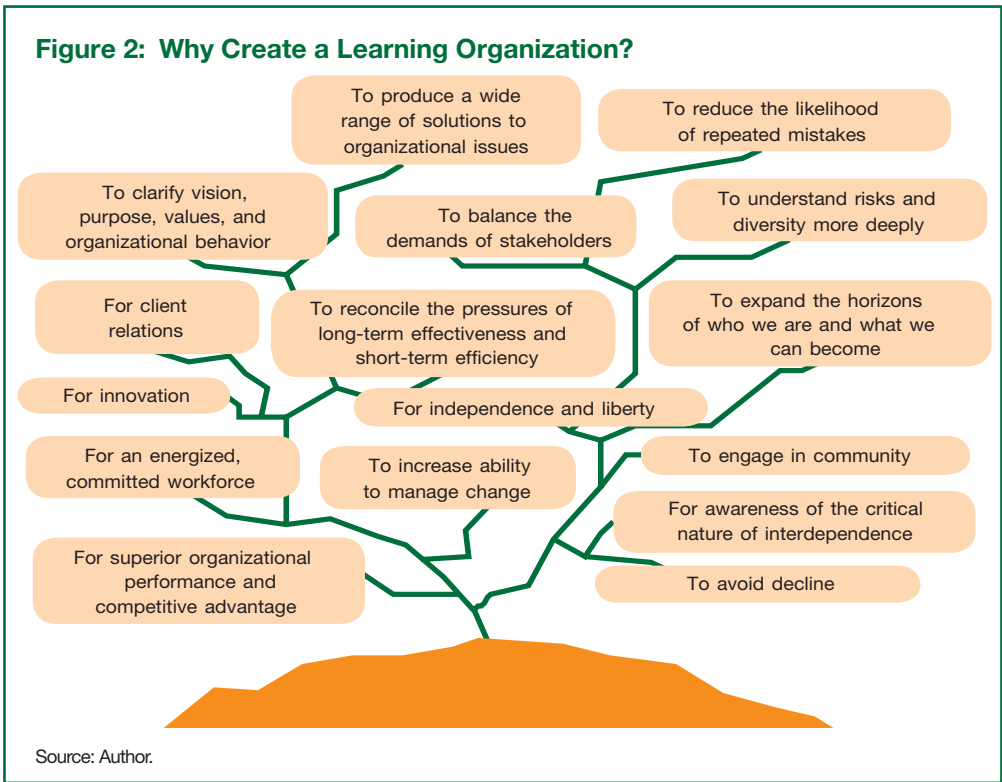 Figure 2: Why Create a Learning Organization?
To produce a wide
range of solutions to
organizational issues
To reduce the likelihood
of repeated mistakes
To clarify vision,
purpose, values, and
organizational behavior
To balance the
demands of stakeholders
To understand risks and
diversity more deeply
For client
relations
To reconcile the pressures of
long-term effectiveness and
short-term efficiency
To expand the horizons
of who we are and what we
can become
For innovation
For independence and liberty
For an energized,
committed workforce
To increase ability
to manage change
To engage in community
For awareness of the critical
nature of interdependence
For superior organizational
performance and
competitive advantage
To avoid decline
Source: Author.